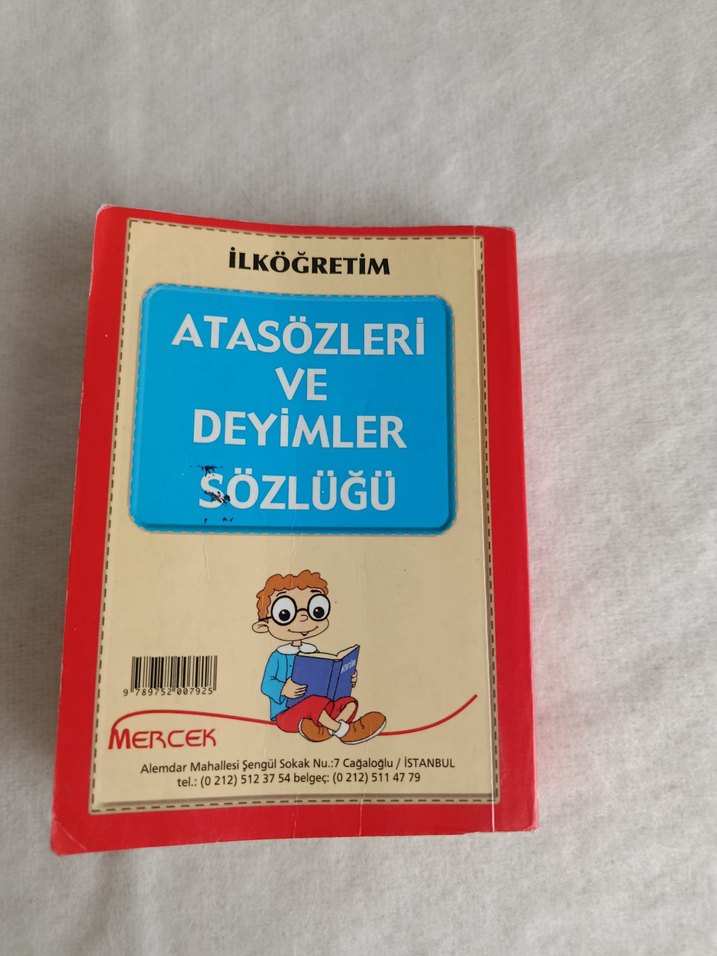 İLKÖĞRETİM
ATASÖZLERİ
VE
DEYİMLER
SÖZLÜĞÜ
9 789752 007925
MERCEK
Alemdar Mahallesi Şengül Sokak Nu.:7 Cağaloğlu / İSTANBUL
tel.: (0 212) 512 37 54 belgeç: (0 212) 511 47 79